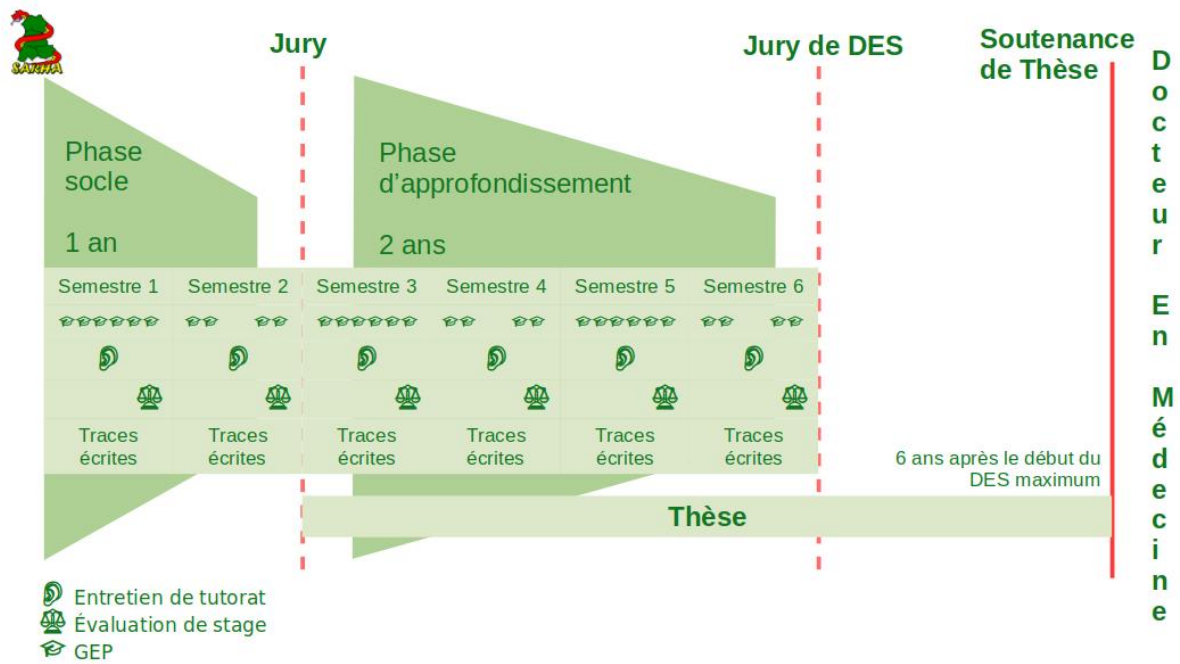 SAIHA
Jury
Jury de DES
Soutenance
de Thèse
Docteur En Médecine
Phase
socle
1 an
Phase
d’approfondissement
2 ans
Semestre 1
Semestre 2
Semestre 3
Semestre 4
Semestre 5
Semestre 6
Traces
écrites
Traces
écrites
Traces
écrites
Traces
écrites
Traces
écrites
Traces
écrites
6 ans après le début du
DES maximum
Thèse
Entretien de tutorat
Évaluation de stage
GEP